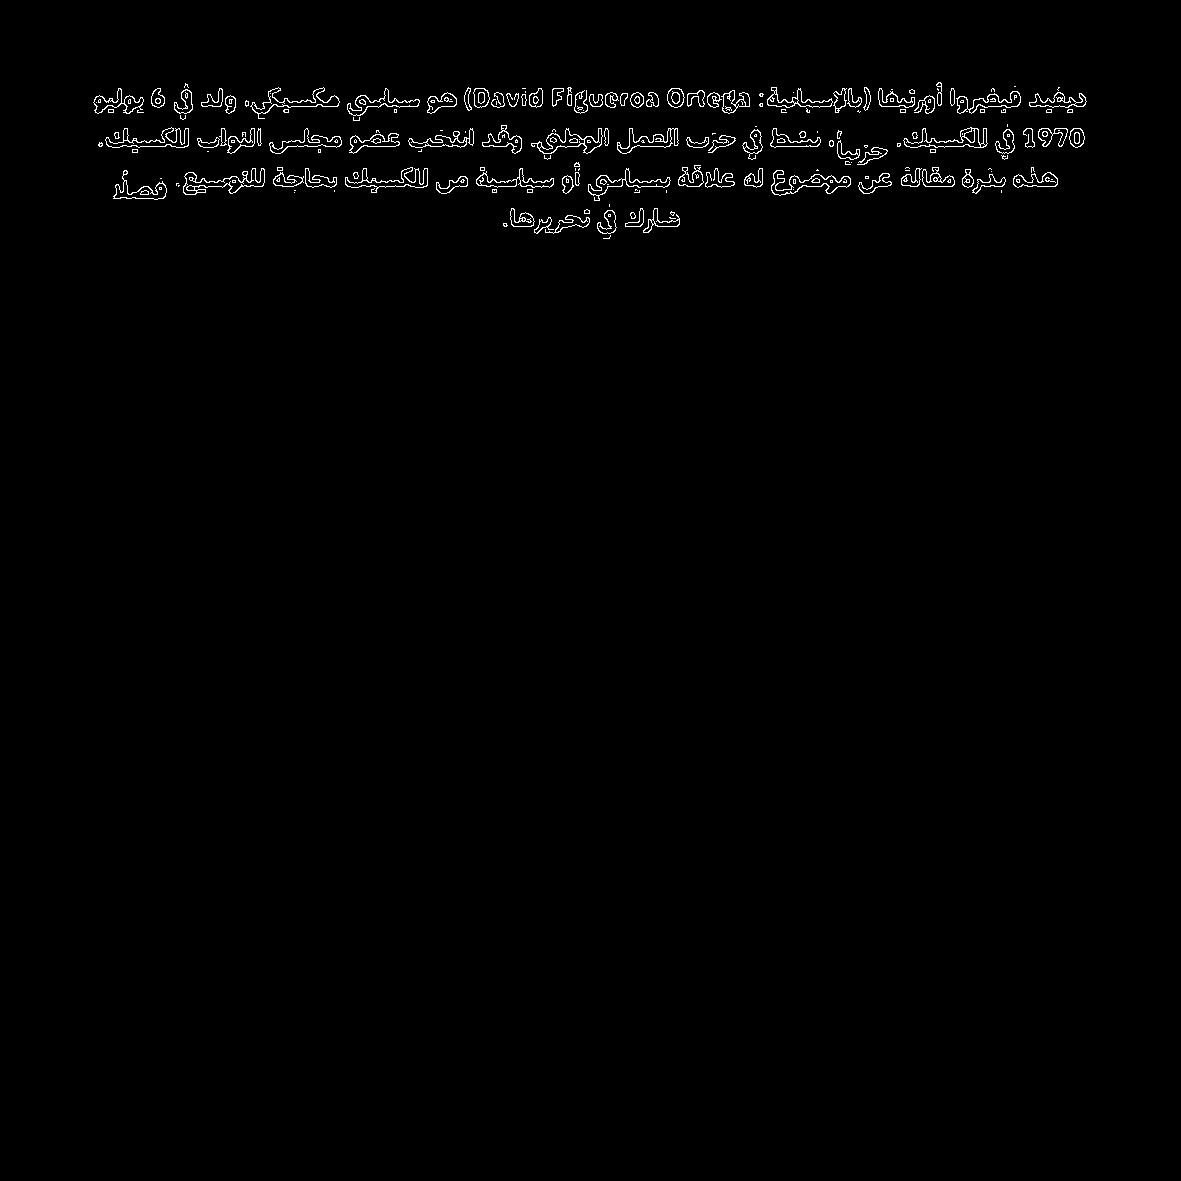 ديفيد فيغيروا أورتيغا (بالإسبانية: David Figueroa Ortega) هو سياسي مكسيكي. ولد في 6 يوليو
1970 في المكسيك. حزبياً، نشط في حزب العمل الوطني. وقد انتخب عضو مجلس النواب المكسيك.
هذه بذرة مقالة عن موضوع له علاقة بسياسي أو سياسية من المكسيك بحاجة للتوسيع. فضلًا
شارك في تحريرها.